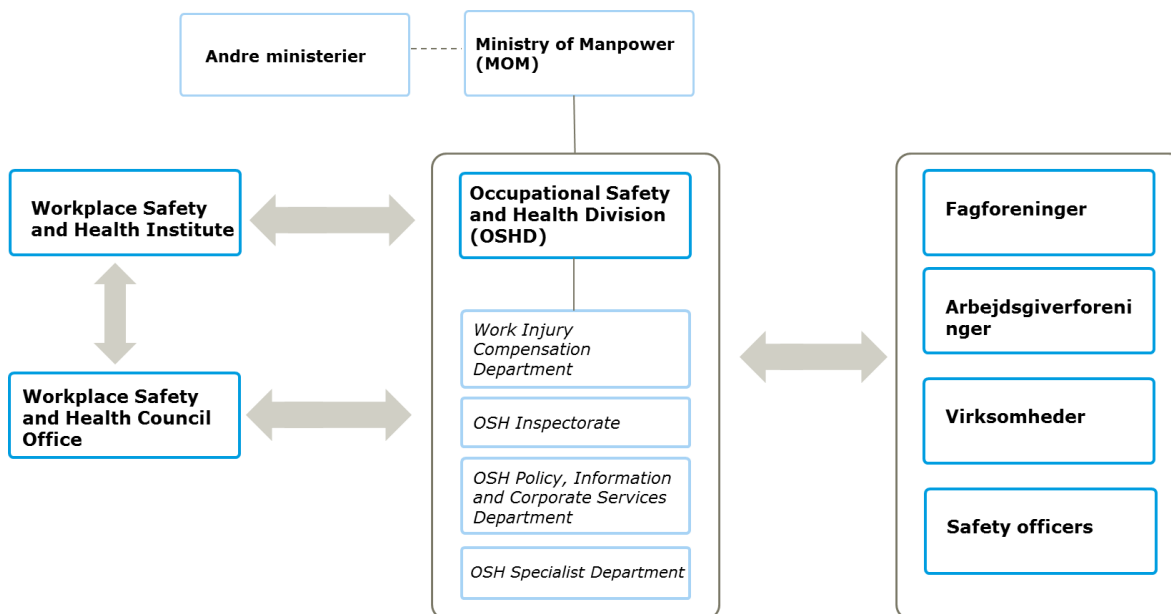 Andre ministerier
Ministry of Manpower
(MOM)
Workplace Safety
and Health Institute
Workplace Safety
and Health Council
Office
Occupational Safety
and Health Division
(OSHD)
Work Injury
Compensation
Department
OSH Inspectorate
OSH Policy, Information
and Corporate Services
Department
OSH Specialist Department
Fagforeninger
Arbejdsgiverforeni
nger
Virksomheder
Safety officers